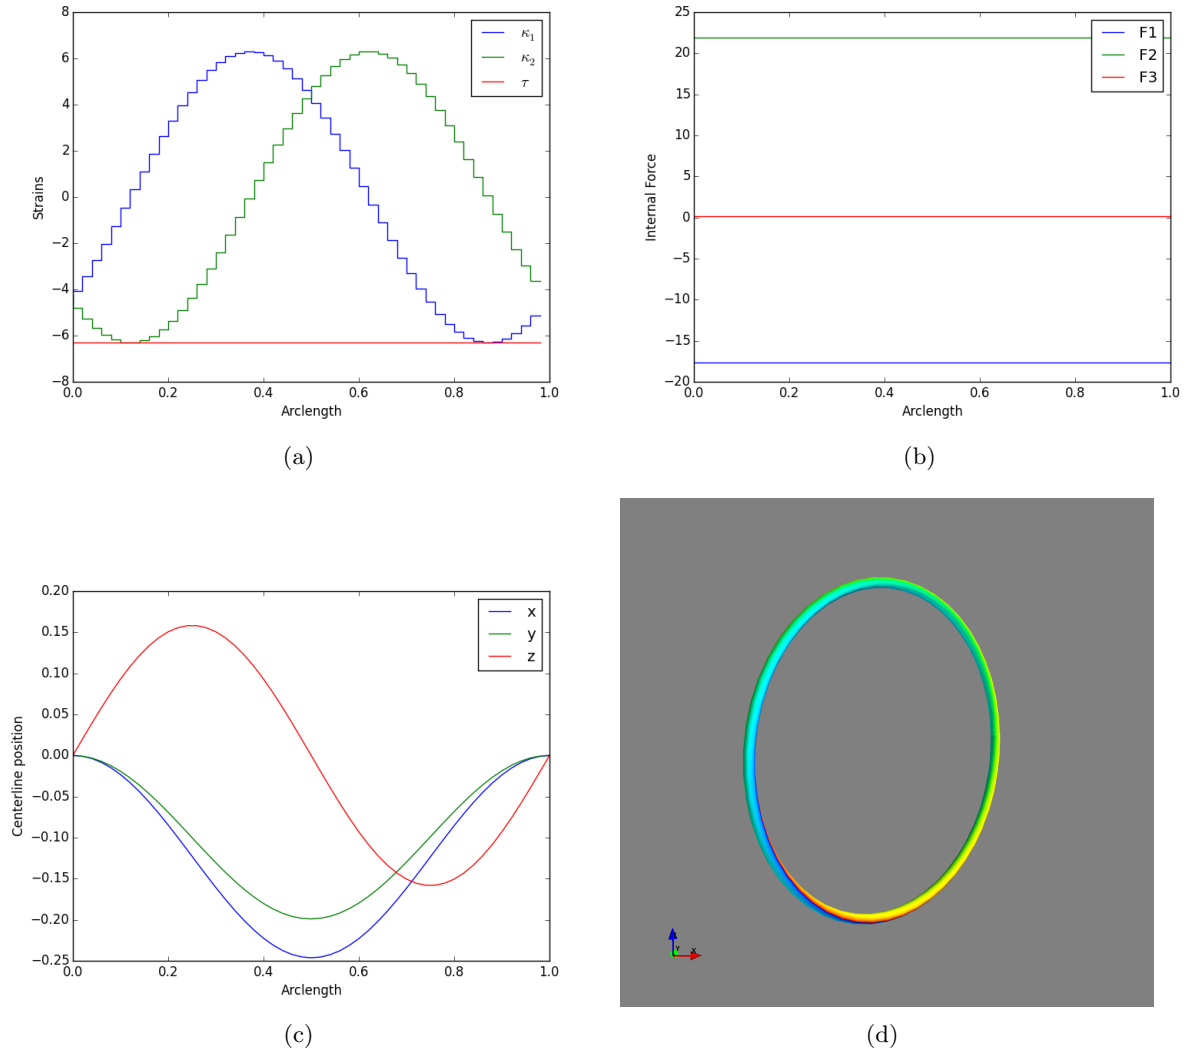 8
6
4
2
0
−2
−4
−6
−8
Strains
κ1
κ2
τ
0.0 0.2 0.4 0.6 0.8 1.0
Arclength
(a)
25
20
15
10
5
0
−5
−10
−15
−20
Internal Force
F1
F2
F3
0.0 0.2 0.4 0.6 0.8 1.0
Arclength
(b)
0.20
0.15
0.10
0.05
0.00
−0.05
−0.10
−0.15
−0.20
−0.25
Centerline position
x
y
z
0.0 0.2 0.4 0.6 0.8 1.0
Arclength
(c)
Y
X
(d)